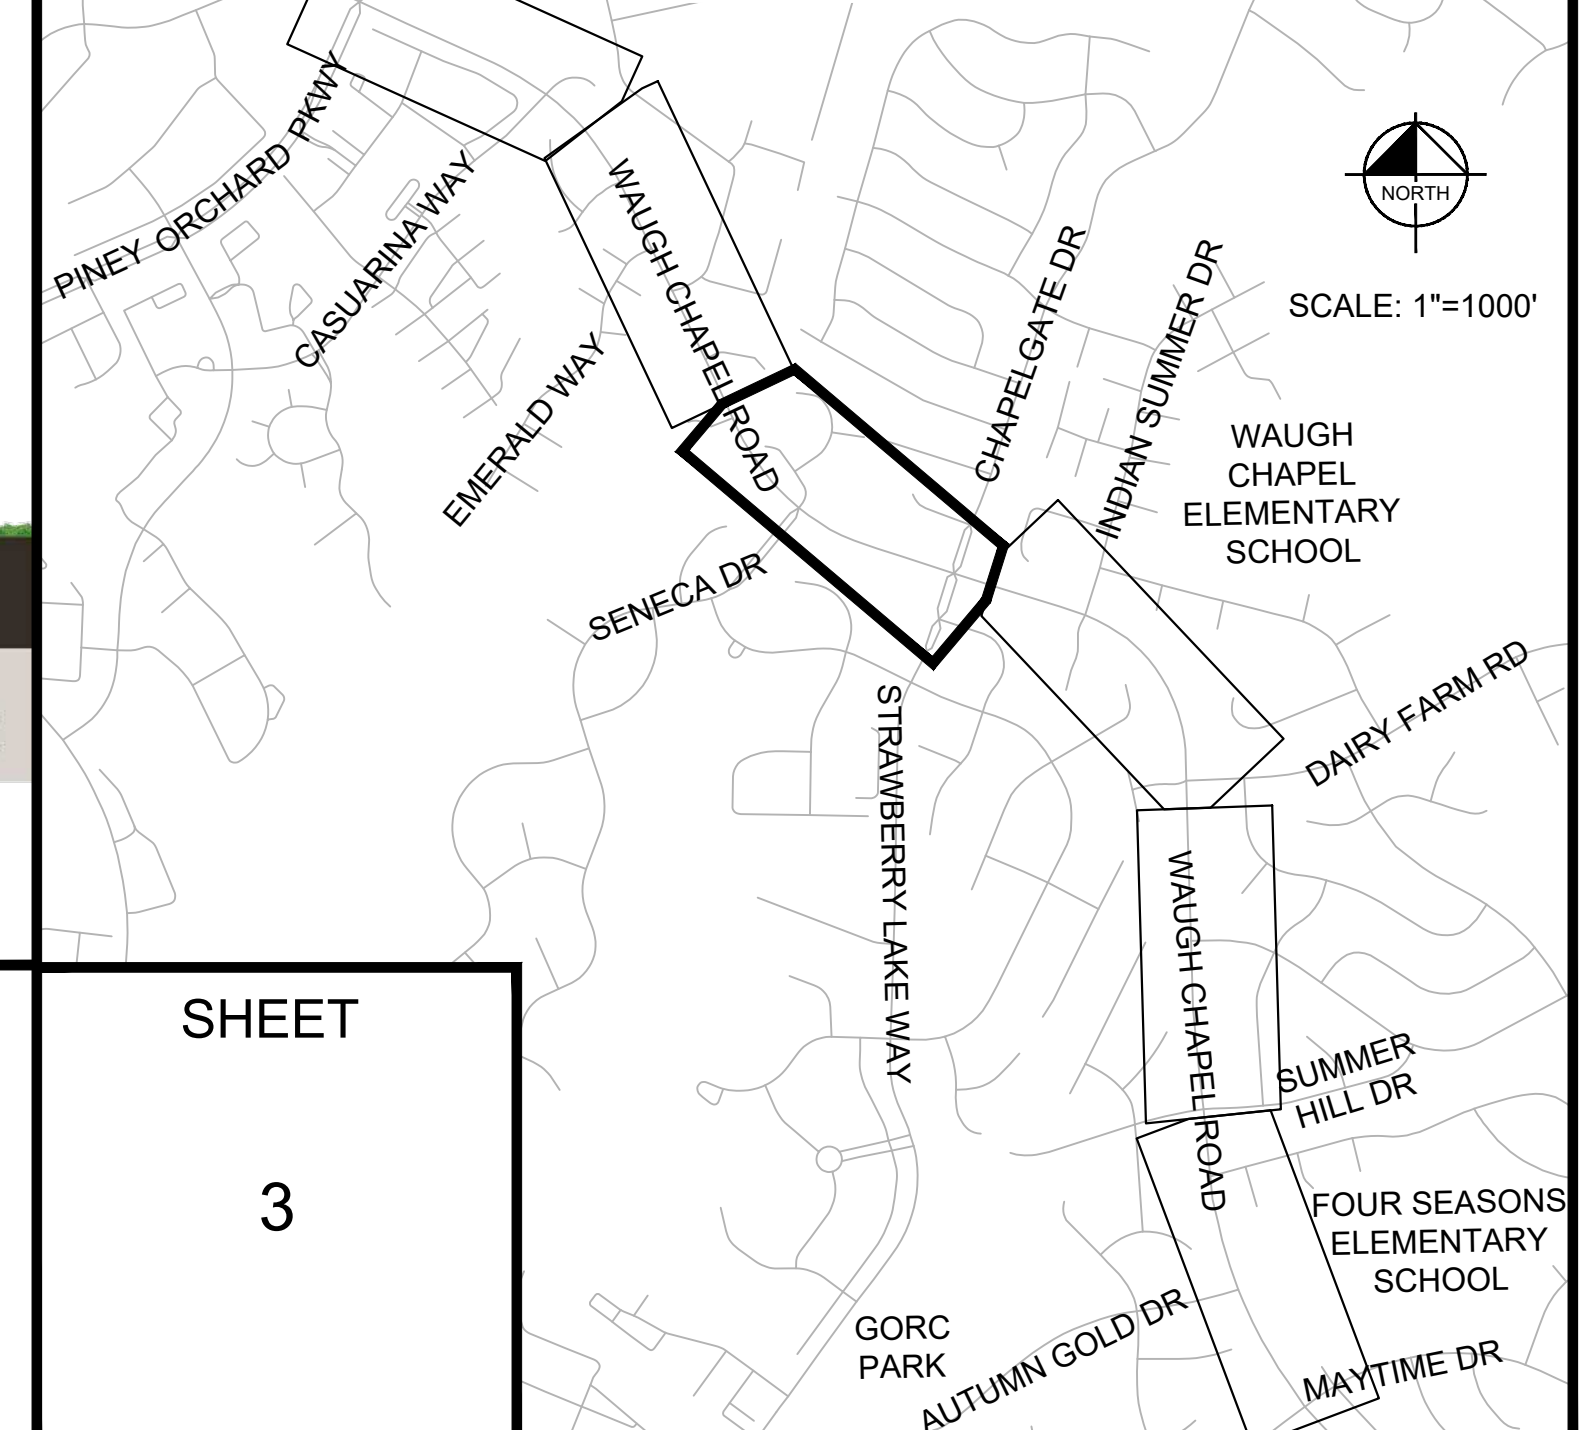 PINEY ORCHARD PKWY
CASUARINA WAY
WAUGH CHAPEL ROAD
EMERALD WAY
CHAPELGATE DR
INDIAN SUMMER DR
NORTH
SCALE: 1"=1000'
WAUGH
CHAPEL
ELEMENTARY
SCHOOL
SENECA DR
STRAWBERRY LAKE WAY
DAIRY FARM RD
WAUGH CHAPEL ROAD
SHEET
3
SUMMER
HILL DR
FOUR SEASONS
ELEMENTARY
SCHOOL
GORC
PARK
AUTUMN GOLD DR
MAYTIME DR